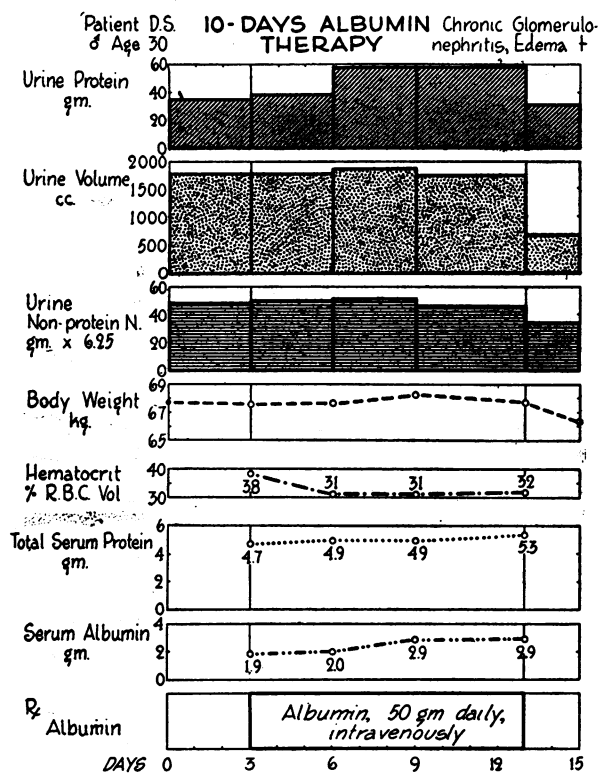 Patient D.S. 10-DAYS ALBUMIN Chronic Glomerulo-
♂ Age 30 THERAPY nephritis, Edema +
Urine Protein
gm.
60
40
20
0
Urine Volume
cc.
2000
1500
1000
500
0
Urine
Non-protein N.
gm. x 6.25
60
40
20
0
Body Weight
kg.
69
67
65
Hematocrit
% R.B.C. Vol
40
30
38 31 31 32
Total Serum Protein
gm.
6
4
2
0
4.7 4.9 4.9 5.3
Serum Albumin
gm.
4
2
0
1.9 2.0 2.9 2.9
Rx
Albumin
Albumin, 50 gm daily,
intravenously
DAYS 0 3 6 9 12 15